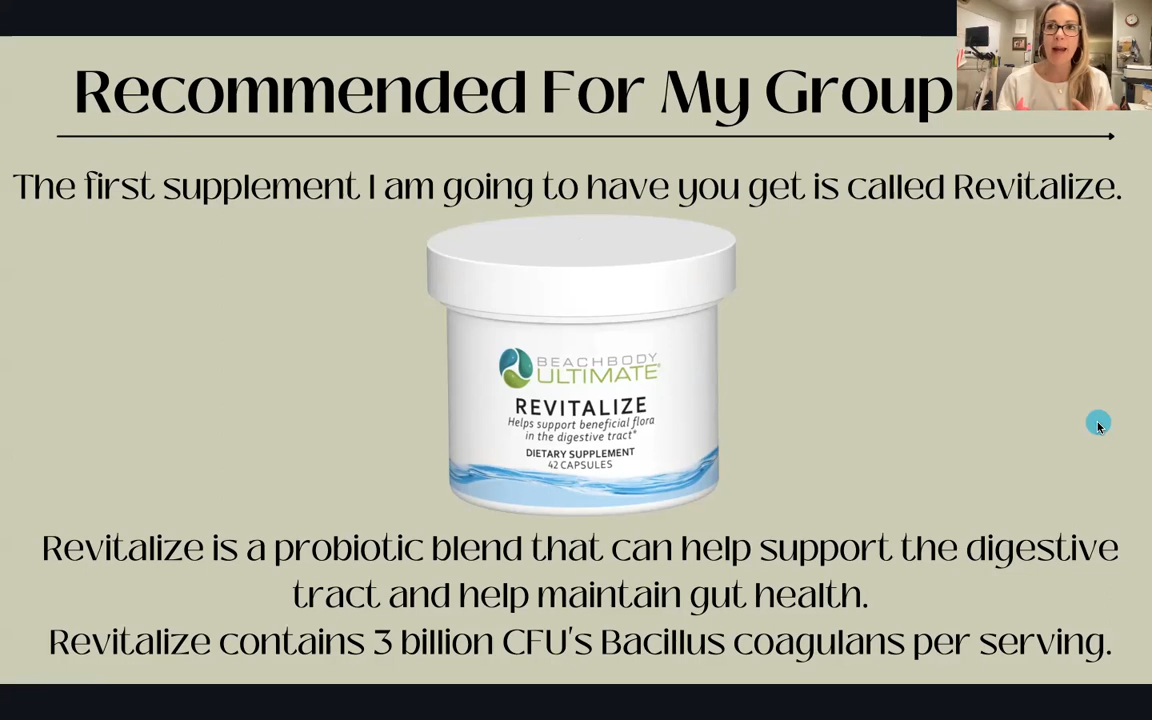 Recommended For My Group
The first supplement I am going to have you get is called Revitalize.
BEACHBODY
ULTIMATE®
REVITALIZE
Helps support beneficial flora
in the digestive tract*
DIETARY SUPPLEMENT
42 CAPSULES
Revitalize is a probiotic blend that can help support the digestive
tract and help maintain gut health.
Revitalize contains 3 billion CFU's Bacillus coagulans per serving.